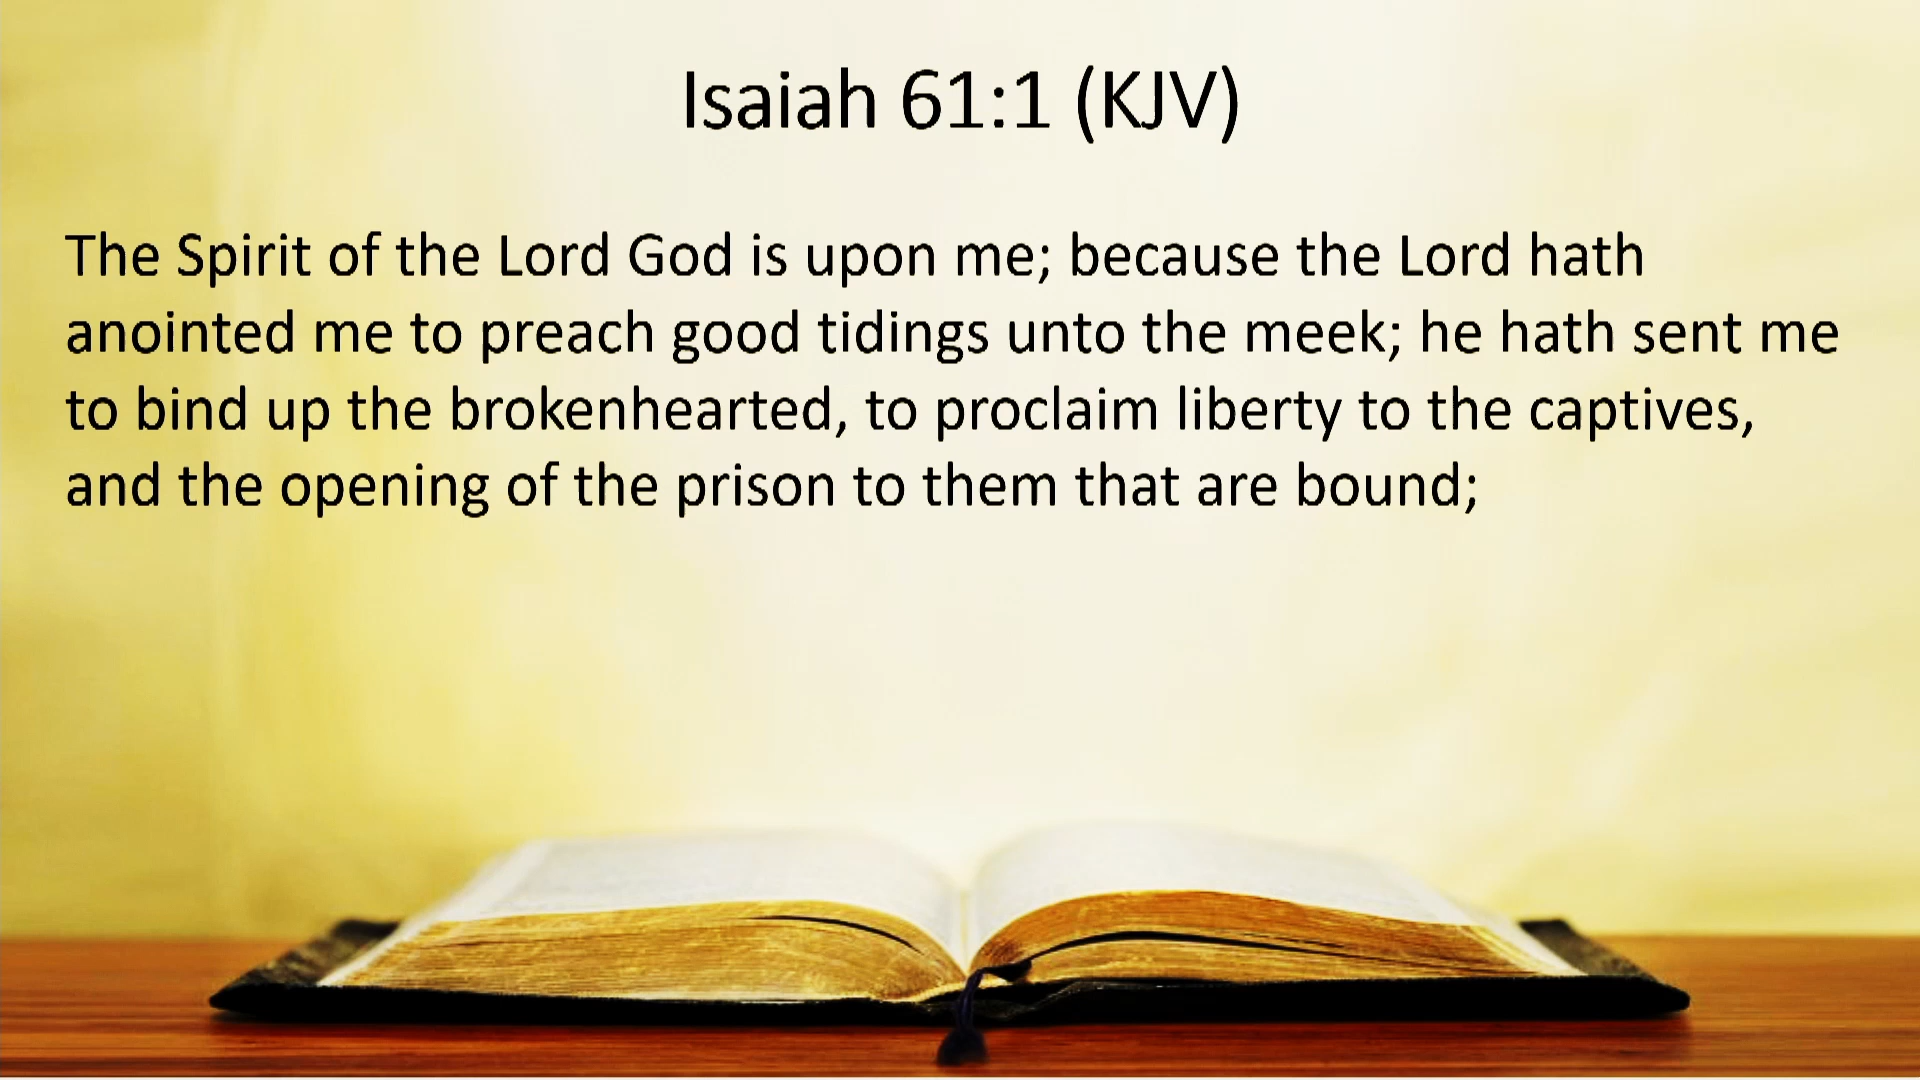 Isaiah 61:1 (KJV)
The Spirit of the Lord God is upon me; because the Lord hath
anointed me to preach good tidings unto the meek; he hath sent me
to bind up the brokenhearted, to proclaim liberty to the captives,
and the opening of the prison to them that are bound;